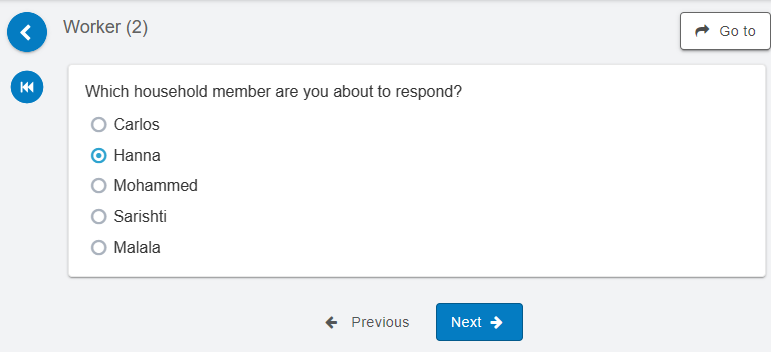 Worker (2)
Go to
Which household member are you about to respond?
Carlos
Hanna
Mohammed
Sarishti
Malala
Previous
Next